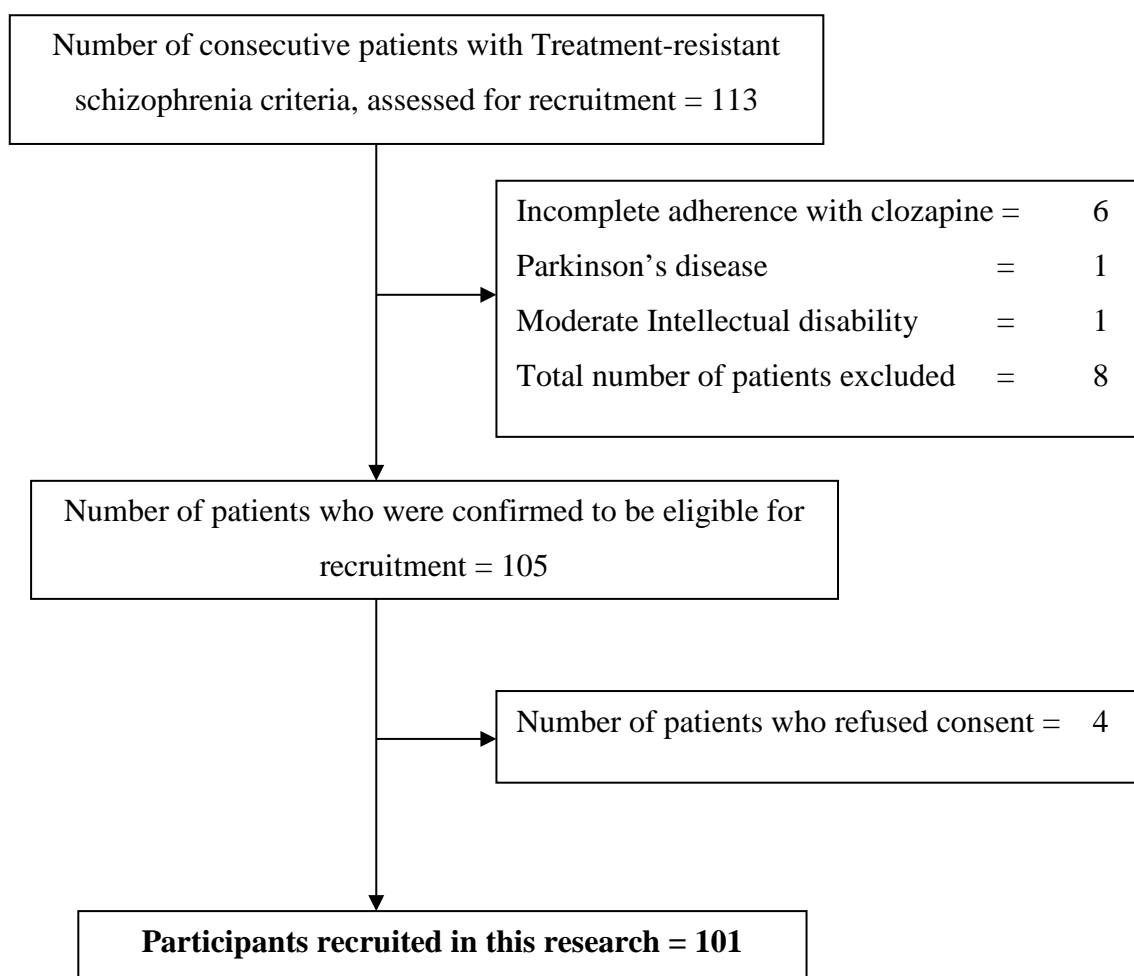 Number of consecutive patients with Treatment-resistant
schizophrenia criteria, assessed for recruitment = 113
Incomplete adherence with clozapine = 6
Parkinson’s disease = 1
Moderate Intellectual disability = 1
Total number of patients excluded = 8
Number of patients who were confirmed to be eligible for
recruitment = 105
Number of patients who refused consent = 4
Participants recruited in this research = 101